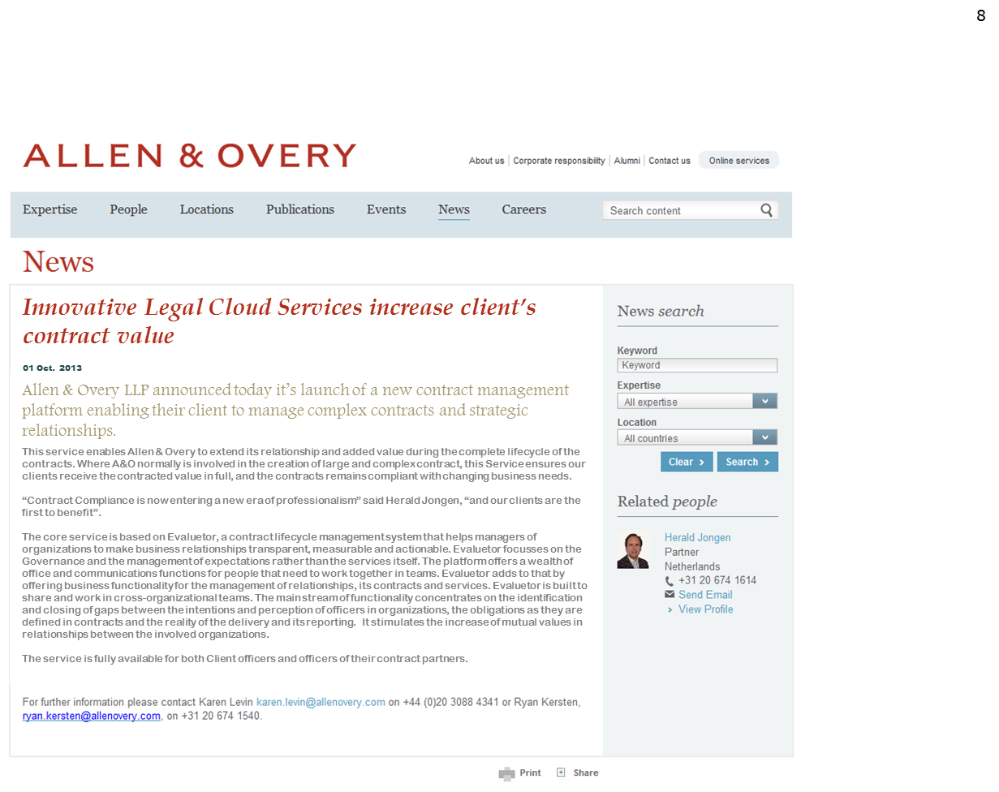 8
ALLEN & OVERY
About us Corporate responsibility Alumni Contact us Online services
Expertise People Locations Publications Events News Careers Search content
News
Innovative Legal Cloud Services increase client's
contract value
01 Oct. 2013
Allen & Overy LLP announced today it's launch of a new contract management
platform enabling their client to manage complex contracts and strategic
relationships.
This service enables Allen & Overy to extend its relationship and added value during the complete lifecycle of the
contracts. Where A&O normally is involved in the creation of large and complex contract, this Service ensures our
clients receive the contracted value in full, and the contracts remains compliant with changing business needs.
“Contract Compliance is now entering a new era of professionalism” said Herald Jongen, “and our clients are the
first to benefit”.
The core service is based on Evaluetor, a contract lifecycle management system that helps managers of
organizations to make business relationships transparent, measurable and actionable. Evaluetor focusses on the
Governance and the management of expectations rather than the services itself. The platform offers a wealth of
office and communications functions for people that need to work together in teams. Evaluetor adds to that by
offering business functionality for the management of relationships, its contracts and services. Evaluetor is built to
share and work in cross-organizational teams. The main stream of functionality concentrates on the identification
and closing of gaps between the intentions and perception of officers in organizations, the obligations as they are
defined in contracts and the reality of the delivery and its reporting. It stimulates the increase of mutual values in
relationships between the involved organizations.
The service is fully available for both Client officers and officers of their contract partners.
For further information please contact Karen Levin karen.levin@allenovery.com on +44 (0)20 3088 4341 or Ryan Kersten,
ryan.kersten@allenovery.com, on +31 20 674 1540.
News search
Keyword
Keyword
Expertise
All expertise
Location
All countries
Clear › Search ›
Related people
Herald Jongen
Partner
Netherlands
+31 20 674 1614
Send Email
› View Profile
Print Share